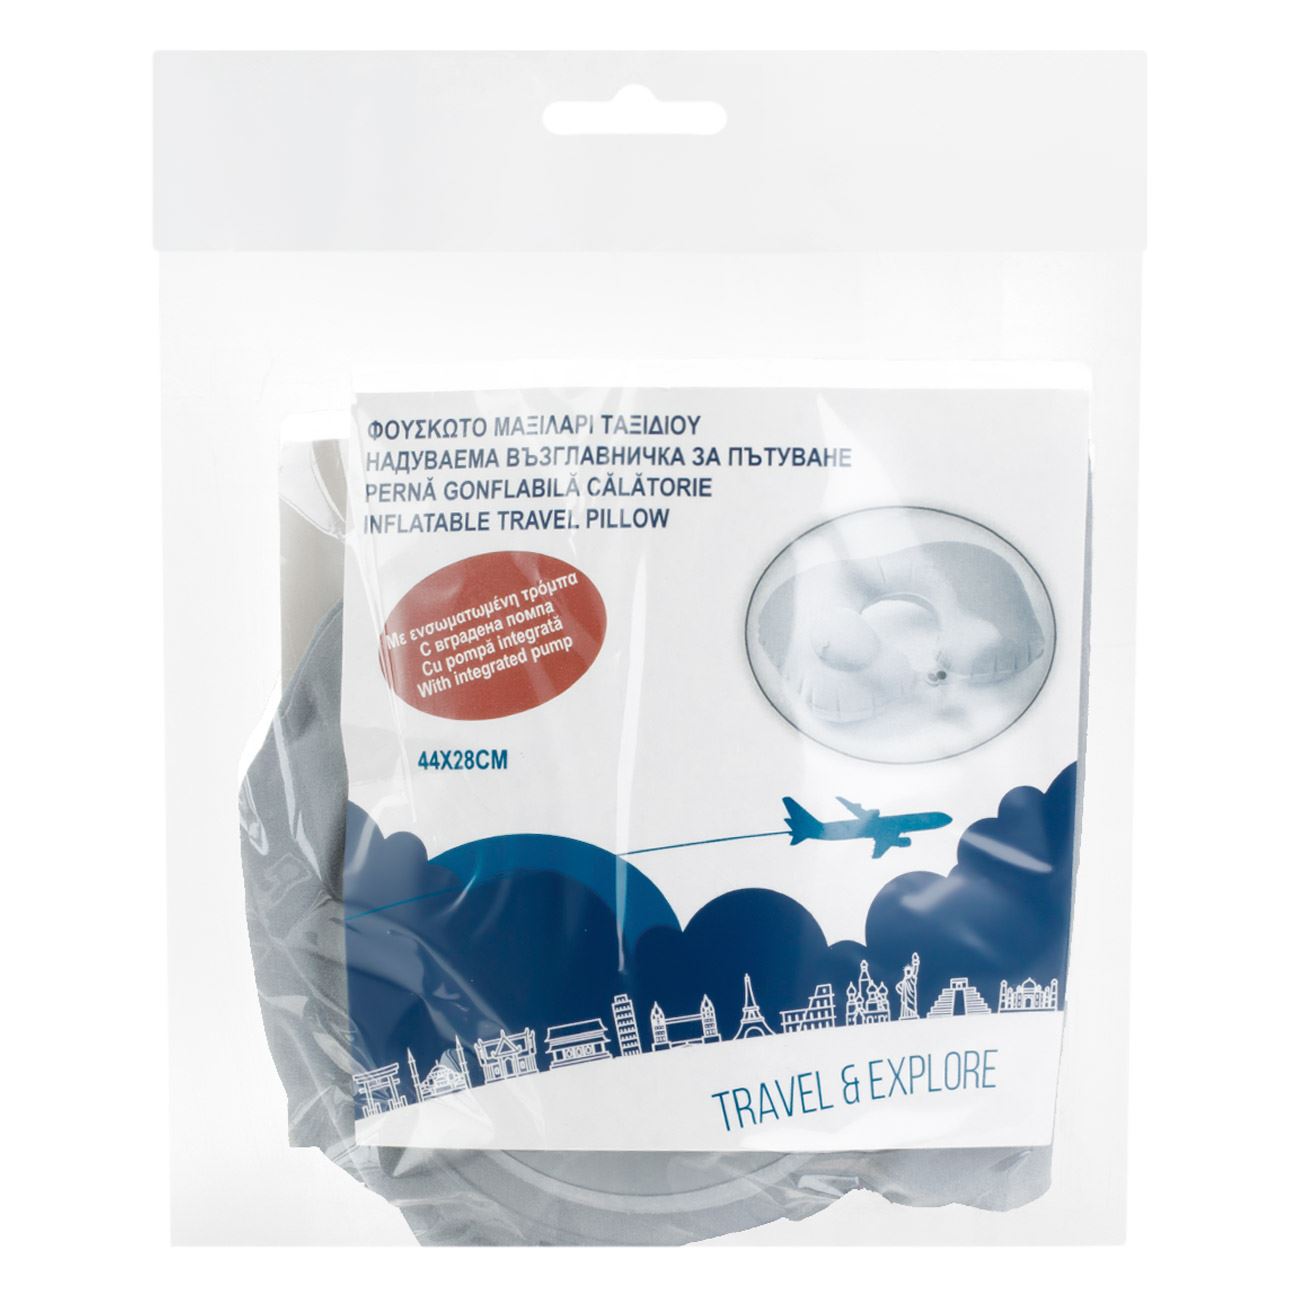 ΦΟΥΣΚΩΤΟ ΜΑΞΙΛΑΡΙ ΤΑΞΙΔΙΟΥ
НАДУВАЕМА ВЪЗГЛАВНИЧКА ЗА ПЪТУВАНЕ
PERNĂ GONFLABILĂ CĂLĂTORIE
INFLATABLE TRAVEL PILLOW
Με ενσωματωμένη τρόμπα
С вградена помпа
Cu pompă integrată
With integrated pump
44X28CM
TRAVEL & EXPLORE